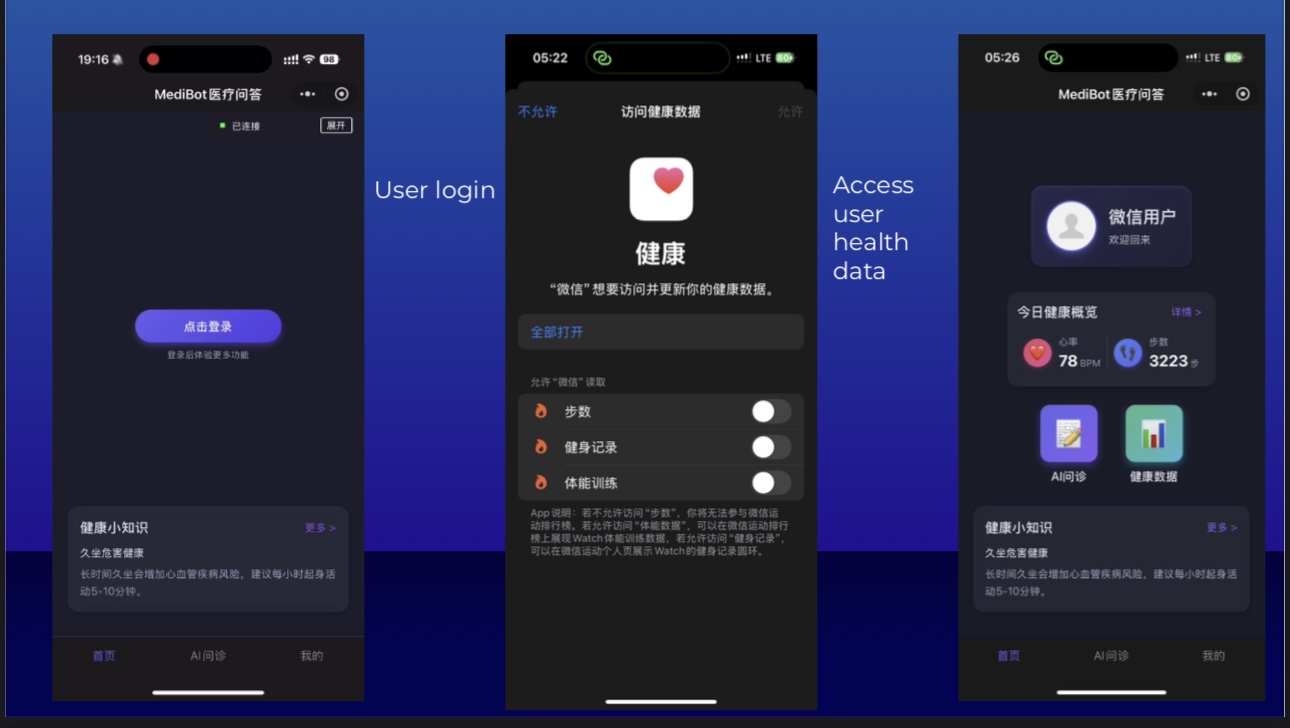 19:16
98
MediBot医疗问答
已连接
展开
点击登录
登录后体验更多功能
健康小知识
更多 >
久坐危害健康
长时间久坐会增加心血管疾病风险，建议每小时起身活
动5-10分钟。
首页
AI问诊
我的
User login
05:22
LTE
80
不允许
访问健康数据
允许
健康
“微信”想要访问并更新你的健康数据。
全部打开
允许“微信”读取
步数
健身记录
体能训练
App说明：若不允许访问“步数”，你将无法参与微信运
动排行榜。若允许访问“体能数据”，可以在微信运动排行
榜上展现Watch体能训练数据，若允许访问“健身记录”，
可以在微信运动个人页展示Watch的健身记录圆环。
Access
user
health
data
05:26
LTE
80
MediBot医疗问答
微信用户
欢迎回来
今日健康概览
详情 >
心率
78 BPM
步数
3223 步
AI问诊
健康数据
健康小知识
更多 >
久坐危害健康
长时间久坐会增加心血管疾病风险，建议每小时起身活
动5-10分钟。
首页
AI问诊
我的